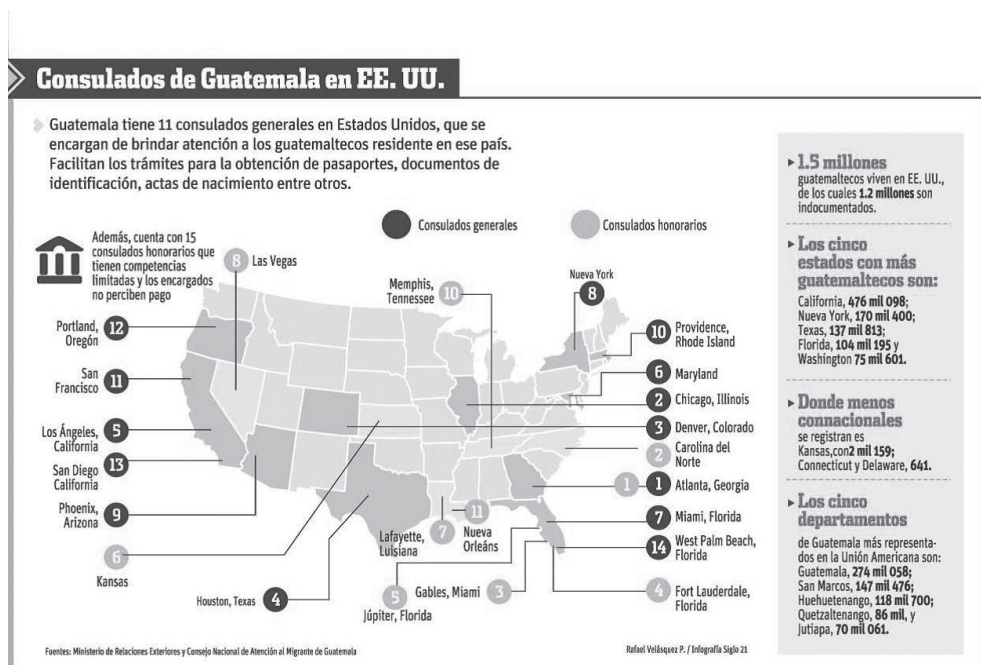 Consulados de Guatemala en EE. UU.
Guatemala tiene 11 consulados generales en Estados Unidos, que se
encargan de brindar atención a los guatemaltecos residente en ese país.
Facilitan los trámites para la obtención de pasaportes, documentos de
identificación, actas de nacimiento entre otros.
Consulados generales
Consulados honorarios
Además, cuenta con 15
consulados honorarios que
tienen competencias
limitadas y los encargados
no perciben pago
8 Las Vegas
Memphis,
Tennessee 10
Nueva York
8
Portland,
Oregón 12
San
Francisco 11
Los Ángeles,
California 5
San Diego
California 13
Phoenix,
Arizona 9
6
Kansas
Houston, Texas 4
Lafayette,
Luisiana 7
11
Nueva
Orleáns
5
Júpiter, Florida
Gables, Miami 3
10 Providence,
Rhode Island
6 Maryland
2 Chicago, Illinois
3 Denver, Colorado
2 Carolina del
Norte
1 1 Atlanta, Georgia
7 Miami, Florida
14 West Palm Beach,
Florida
4 Fort Lauderdale,
Florida
1.5 millones
guatemaltecos viven en EE. UU.,
de los cuales 1.2 millones son
indocumentados.
Los cinco
estados con más
guatemaltecos son:
California, 476 mil 098;
Nueva York, 170 mil 400;
Texas, 137 mil 813;
Florida, 104 mil 195 y
Washington 75 mil 601.
Donde menos
connacionales
se registran es
Kansas,con2 mil 159;
Connecticut y Delaware, 641.
Los cinco
departamentos
de Guatemala más representa-
dos en la Unión Americana son:
Guatemala, 274 mil 058;
San Marcos, 147 mil 476;
Huehuetenango, 118 mil 700;
Quetzaltenango, 86 mil, y
Jutiapa, 70 mil 061.
Fuentes: Ministerio de Relaciones Exteriores y Consejo Nacional de Atención al Migrante de Guatemala
Rafael Velásquez P. / Infografía Siglo 21